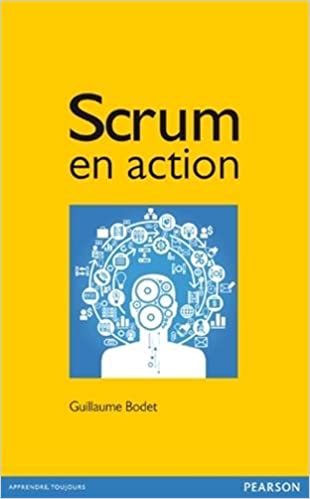 Scrum
en action
Guillaume Bodet
APPRENDRE, TOUJOURS
PEARSON